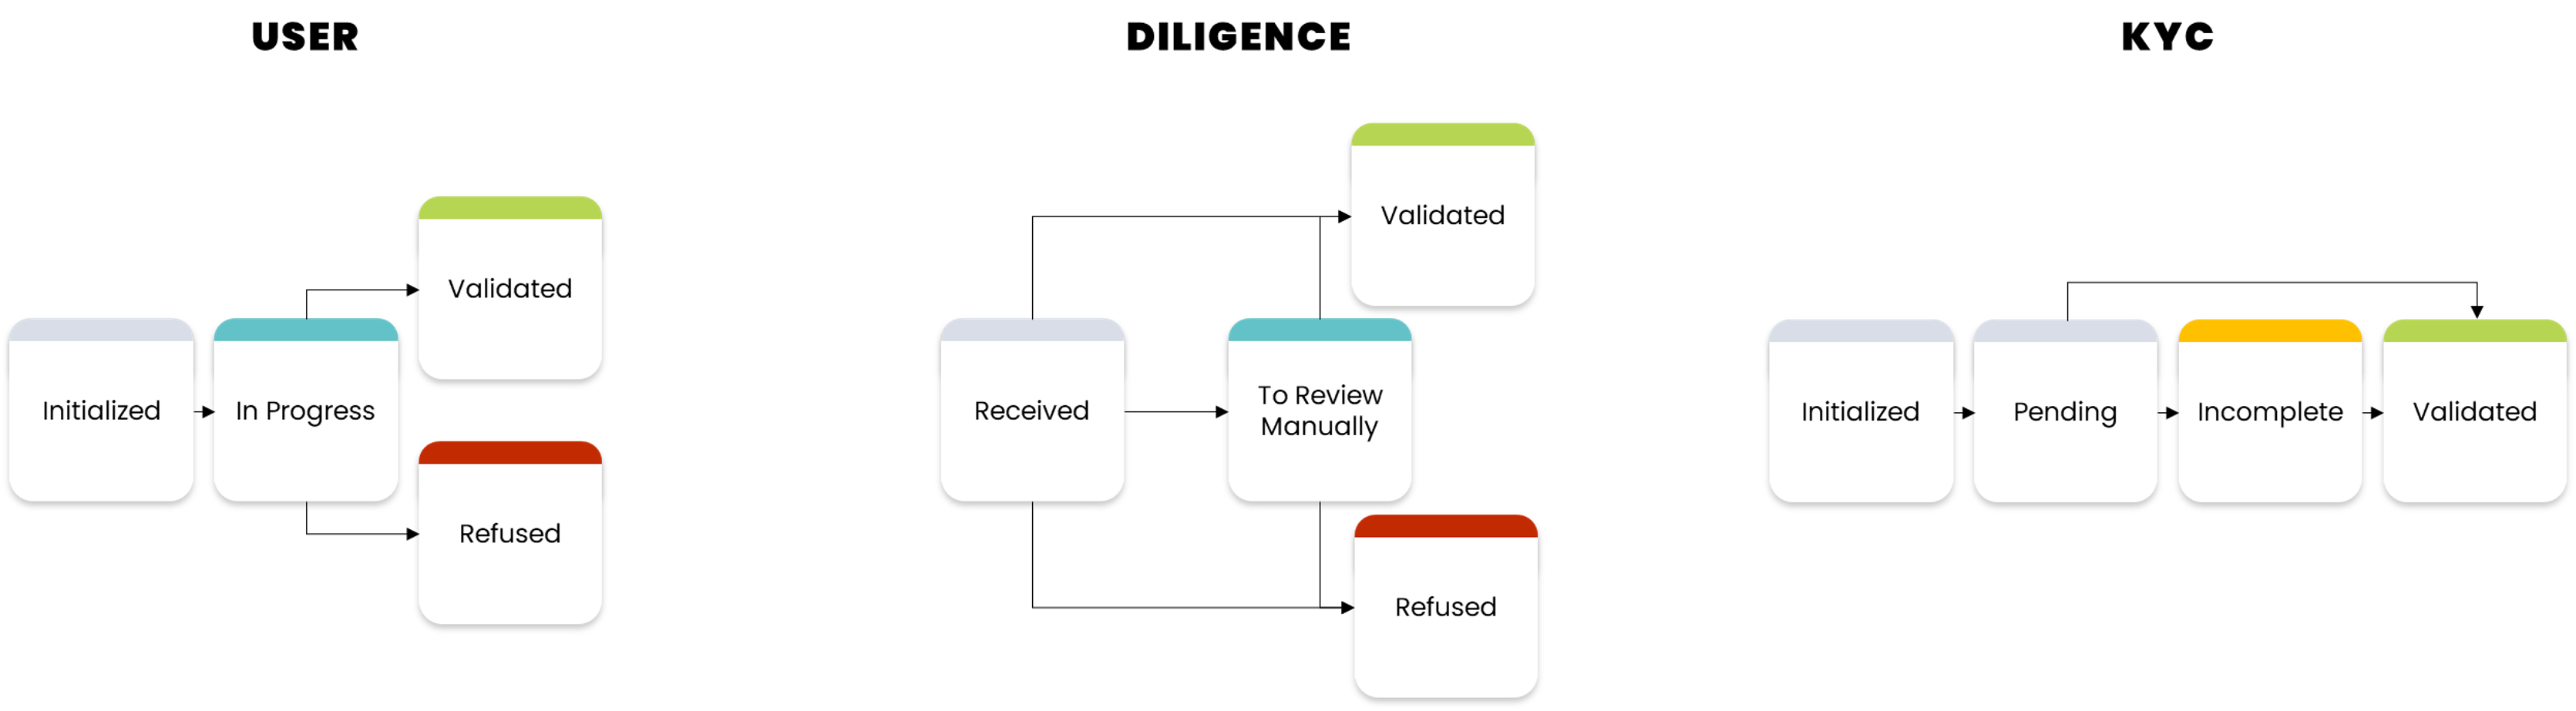 USER
Initialized
In Progress
Validated
Refused
DILIGENCE
Received
To Review
Manually
Validated
Refused
KYC
Initialized
Pending
Incomplete
Validated